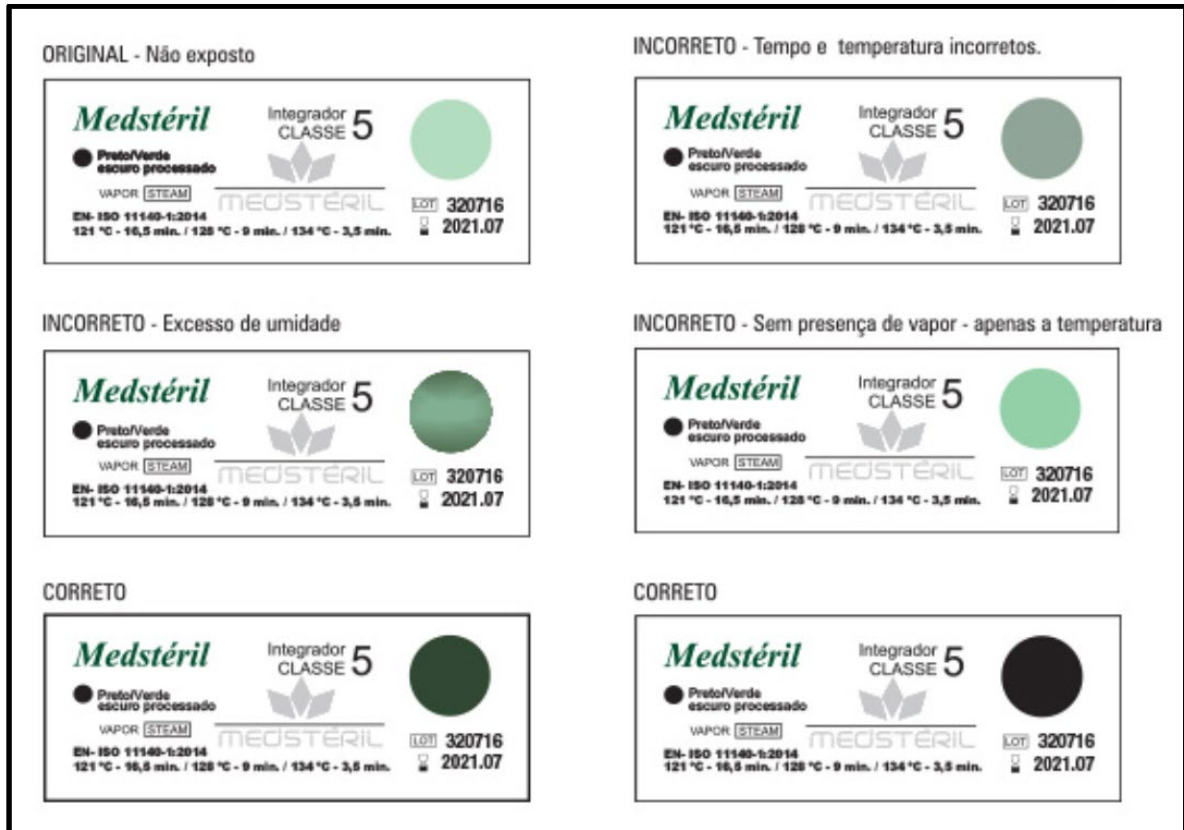 ORIGINAL - Não exposto
Medstéril
Integrador
CLASSE 5
Preto/Verde
escuro processado
VAPOR STEAM
MEDSTÉRIL
EN- ISO 11140-1:2014
121 °C - 16,5 min. / 128 °C - 9 min. / 134 °C - 3,5 min.
LOT 320716
2021.07
INCORRETO - Tempo e temperatura incorretos.
Medstéril
Integrador
CLASSE 5
Preto/Verde
escuro processado
VAPOR STEAM
MEDSTÉRIL
EN- ISO 11140-1:2014
121 °C - 16,5 min. / 128 °C - 9 min. / 134 °C - 3,5 min.
LOT 320716
2021.07
INCORRETO - Excesso de umidade
Medstéril
Integrador
CLASSE 5
Preto/Verde
escuro processado
VAPOR STEAM
MEDSTÉRIL
EN- ISO 11140-1:2014
121 °C - 16,5 min. / 128 °C - 9 min. / 134 °C - 3,5 min.
LOT 320716
2021.07
INCORRETO - Sem presença de vapor - apenas a temperatura
Medstéril
Integrador
CLASSE 5
Preto/Verde
escuro processado
VAPOR STEAM
MEDSTÉRIL
EN- ISO 11140-1:2014
121 °C - 16,5 min. / 128 °C - 9 min. / 134 °C - 3,5 min.
LOT 320716
2021.07
CORRETO
Medstéril
Integrador
CLASSE 5
Preto/Verde
escuro processado
VAPOR STEAM
MEDSTÉRIL
EN- ISO 11140-1:2014
121 °C - 16,5 min. / 128 °C - 9 min. / 134 °C - 3,5 min.
LOT 320716
2021.07
CORRETO
Medstéril
Integrador
CLASSE 5
Preto/Verde
escuro processado
VAPOR STEAM
MEDSTÉRIL
EN- ISO 11140-1:2014
121 °C - 16,5 min. / 128 °C - 9 min. / 134 °C - 3,5 min.
LOT 320716
2021.07